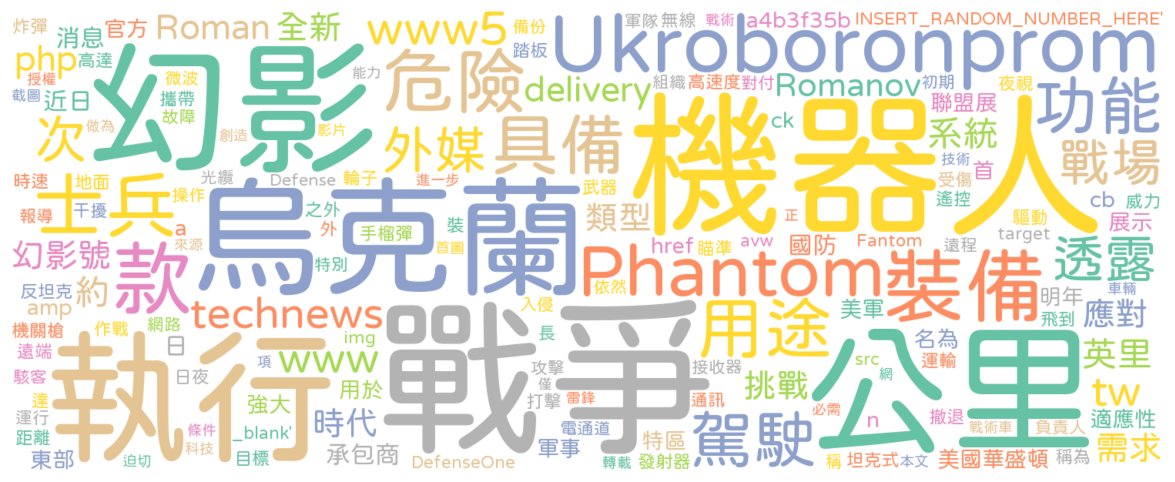 炸彈
官方
Roman
全新
www5
備份
軍隊
無線
戰術
a4b3f35b
INSERT_RANDOM_NUMBER_HERE'
消息
php
高達
授權
截圖
近日
微波
攜帶
故障
幻影
能力
危險
踏板
Ukroboronprom
delivery
組織
高速度
對付
Romanov
初期
夜視
功能
聯盟展
次
做為
創造
影片
外媒
具備
機器人
ck
系統
技術
首
受傷
戰場
時速
士兵
地面
操作
光纜
Defense
輪子
進一步
武器
遙控
cb
威力
報導
干擾
a
烏克蘭
之外
裝
外
手榴彈
類型
正
驅動
展示
幻影號
款
來源
首圖
href
瞄準
avw
國防
Fantom
遠程
target
透露
反坦克
約
特別
依然
Phantom
裝備
車輛
amp
technews
入侵
美軍
明年
飛到
應對
機關槍
作戰
網路
日
img
長
用途
名為
遠端
執行
項
www
戰爭
攻擊
接收器
src
公里
運輸
英里
駭客
日夜
用於
僅
挑戰
網
tw
達
強大
打擊
雷鋒
通訊
必需
n
撤退
適應性
運行
條件
時代
電通道
駕駛
戰術車
負責人
距離
_blank'
科技
承包商
軍事
特區
需求
東部
迫切
目標
DefenseOne
轉載
發射器
稱
坦克式
本文
美國華盛頓
稱為